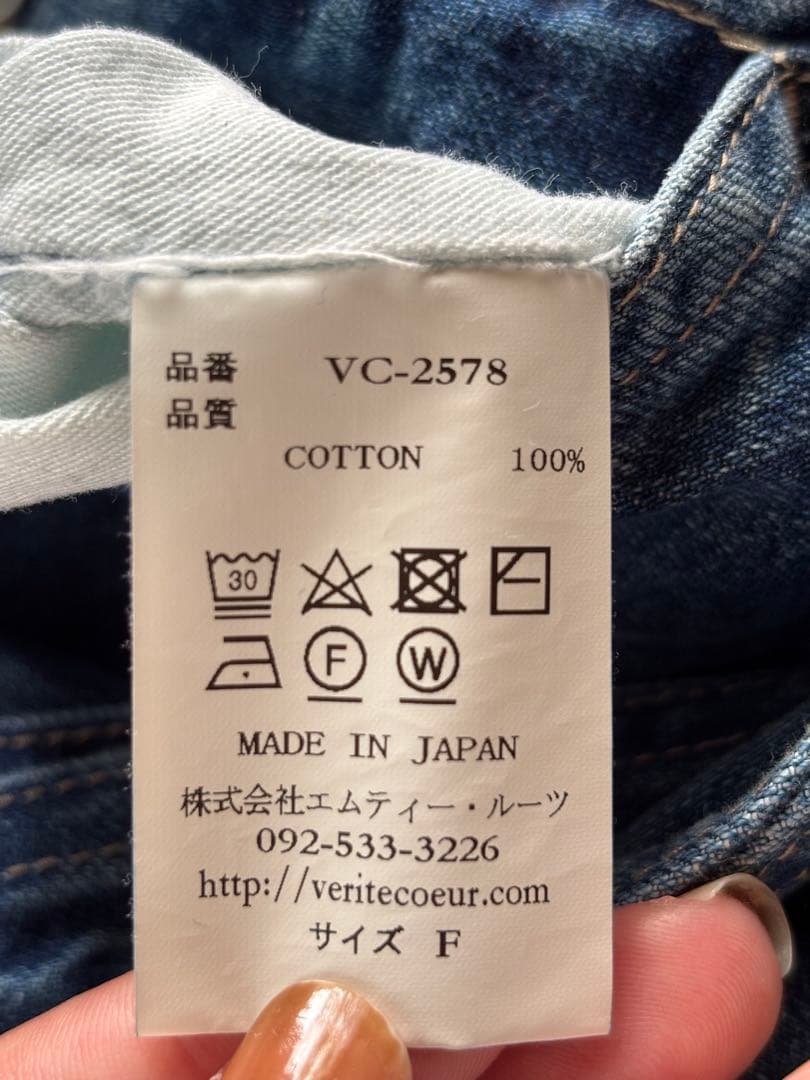 品番 VC-2578
品質
COTTON 100%
30
F W
MADE IN JAPAN
株式会社エムティー・ルーツ
092-533-3226
http://veritecoeur.com
サイズ F